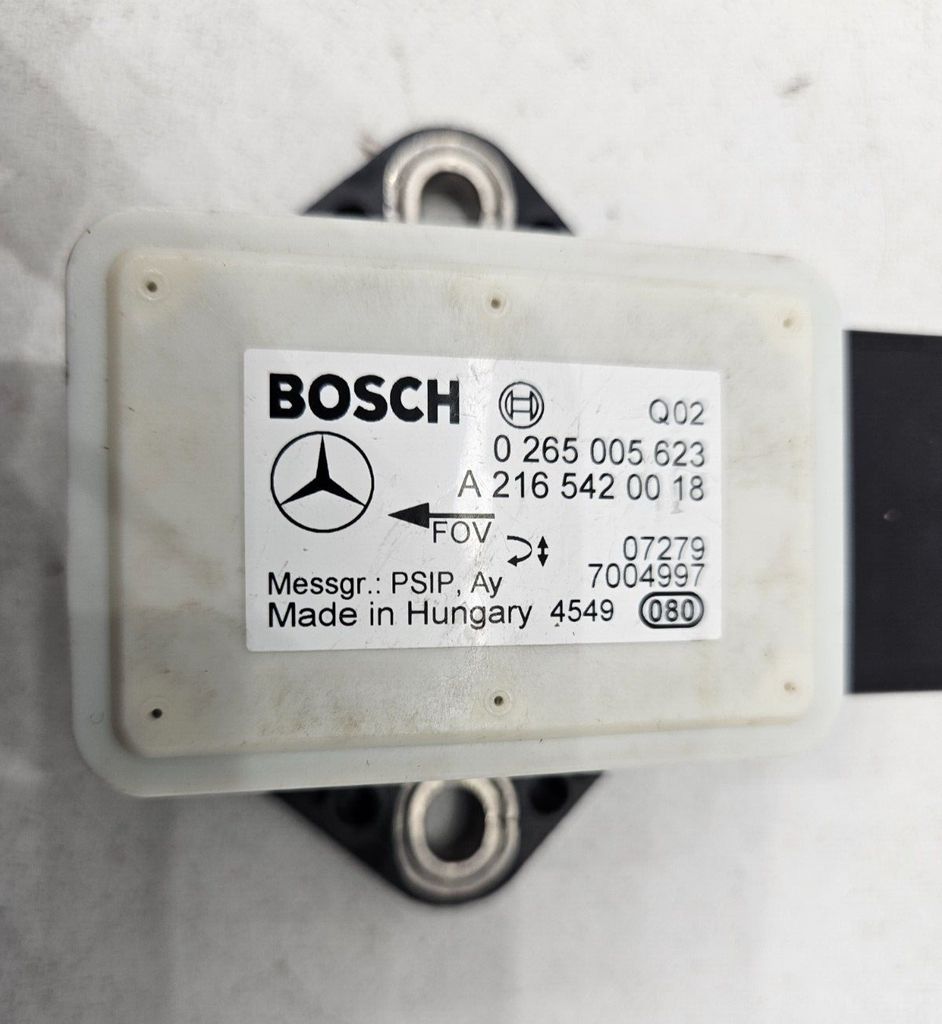 BOSCH Q02
0 265 005 623
A 216 542 00 18
FOV
07279
Messgr.: PSIP, Ay 7004997
Made in Hungary 4549 080